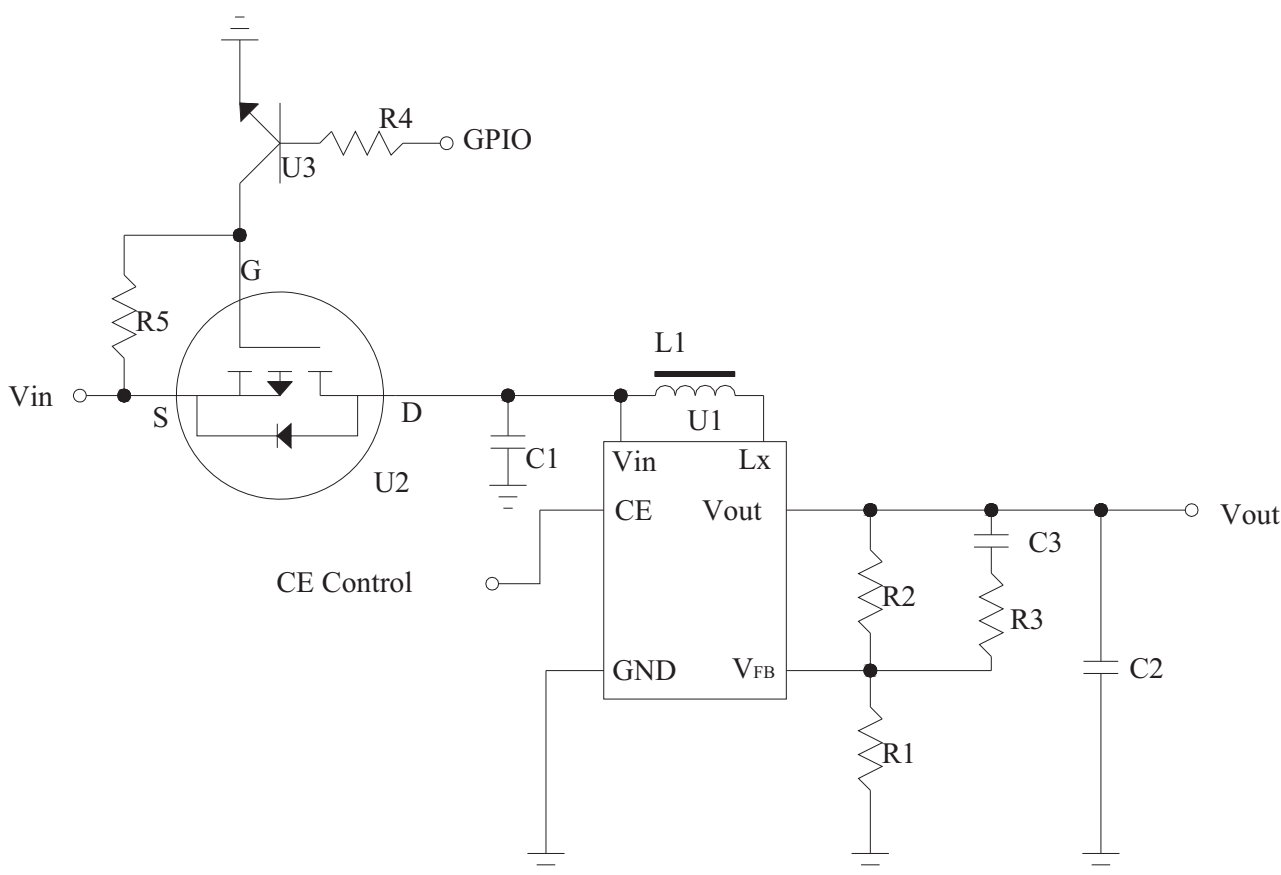 R4
GPIO
U3
G
R5
L1
Vin
S
D
U1
C1
Vin
Lx
U2
CE
Vout
Vout
C3
CE Control
R2
R3
GND
VFB
C2
R1